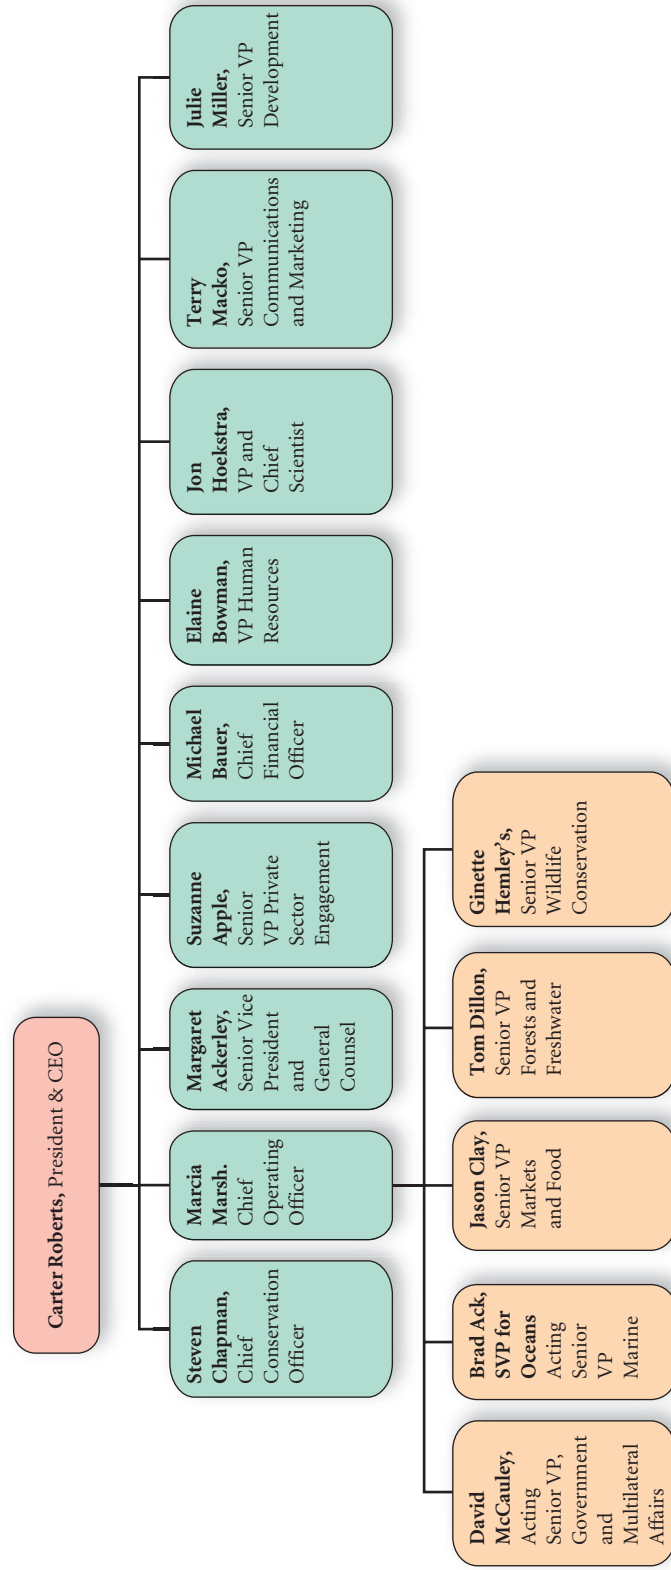 Carter Roberts, President & CEO
Steven
Chapman,
Chief
Conservation
Officer
Marcia
Marsh.
Chief
Operating
Officer
Margaret
Ackerley,
Senior Vice
President
and
General
Counsel
Suzanne
Apple,
Senior
VP Private
Sector
Engagement
Michael
Bauer,
Chief
Financial
Officer
Elaine
Bowman,
VP Human
Resources
Jon
Hoekstra,
VP and
Chief
Scientist
Terry
Macko,
Senior VP
Communications
and Marketing
Julie
Miller,
Senior VP
Development
David
McCauley,
Acting
Senior VP,
Government
and
Multilateral
Affairs
Brad Ack,
SVP for
Oceans
Acting
Senior
VP
Marine
Jason Clay,
Senior VP
Markets
and Food
Tom Dillon,
Senior VP
Forests and
Freshwater
Ginette
Hemley's,
Senior VP
Wildlife
Conservation